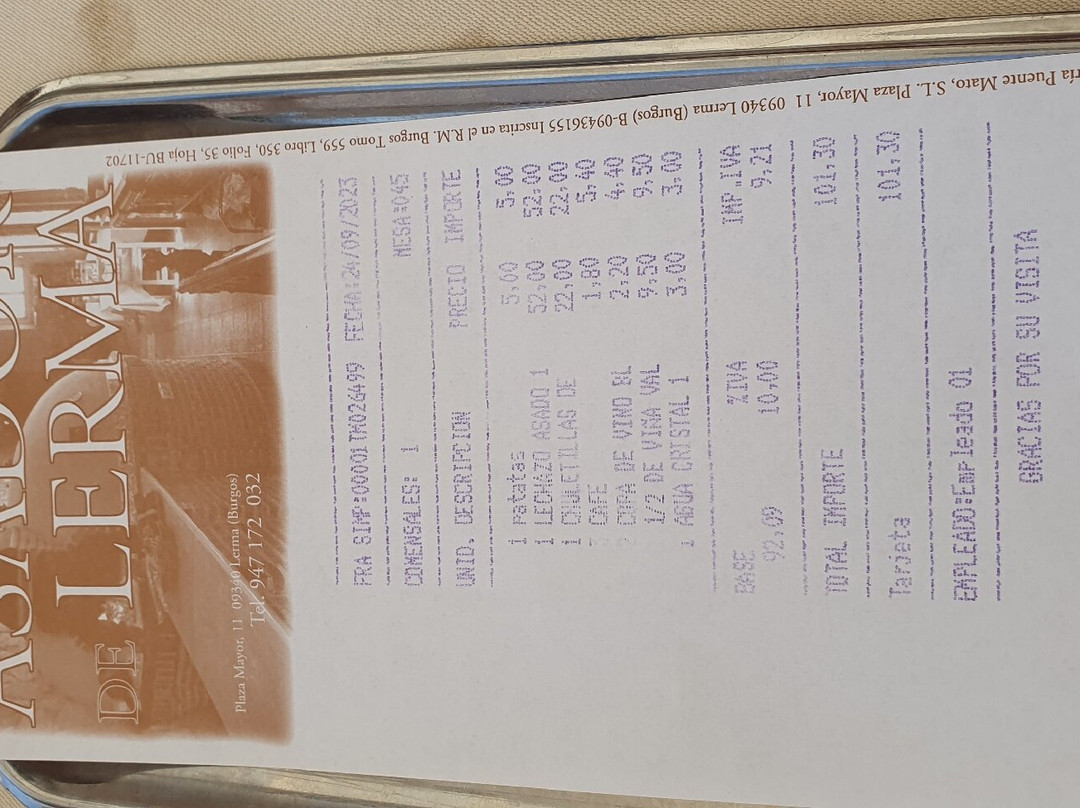 ASADOR
DE LERMA
Plaza Mayor, 11 09340 Lerma (Burgos)
Tel. 947 172 032
FRA SIMP:0001TM026499 FECHA:24/09/2023
COMENSALES: 1 MESA:045
UNID. DESCRIPCION PRECIO IMPORTE
1 Patatas 5,00 5,00
1 LECHAZO ASADO 1 52,00 52,00
1 CHULETILLAS DE 22,00 22,00
CAFE 1,80 5,40
COPA DE VINO BL 2,20 4,40
1/2 DE VINA VAL 9,50 9,50
1 AGUA CRISTAL 1 3,00 3,00
BASE %IVA IMP.IVA
92,09 10,00 9,21
TOTAL IMPORTE 101,30
Tarjeta 101,30
EMPLEADO:Empleado 01
GRACIAS POR SU VISITA
Puente Mato, S.L. Plaza Mayor, 11 09340 Lerma (Burgos) B-09436155 Inscrita en el R.M. Burgos Tomo 559, Libro 350, Folio 35, Hoja BU-11702